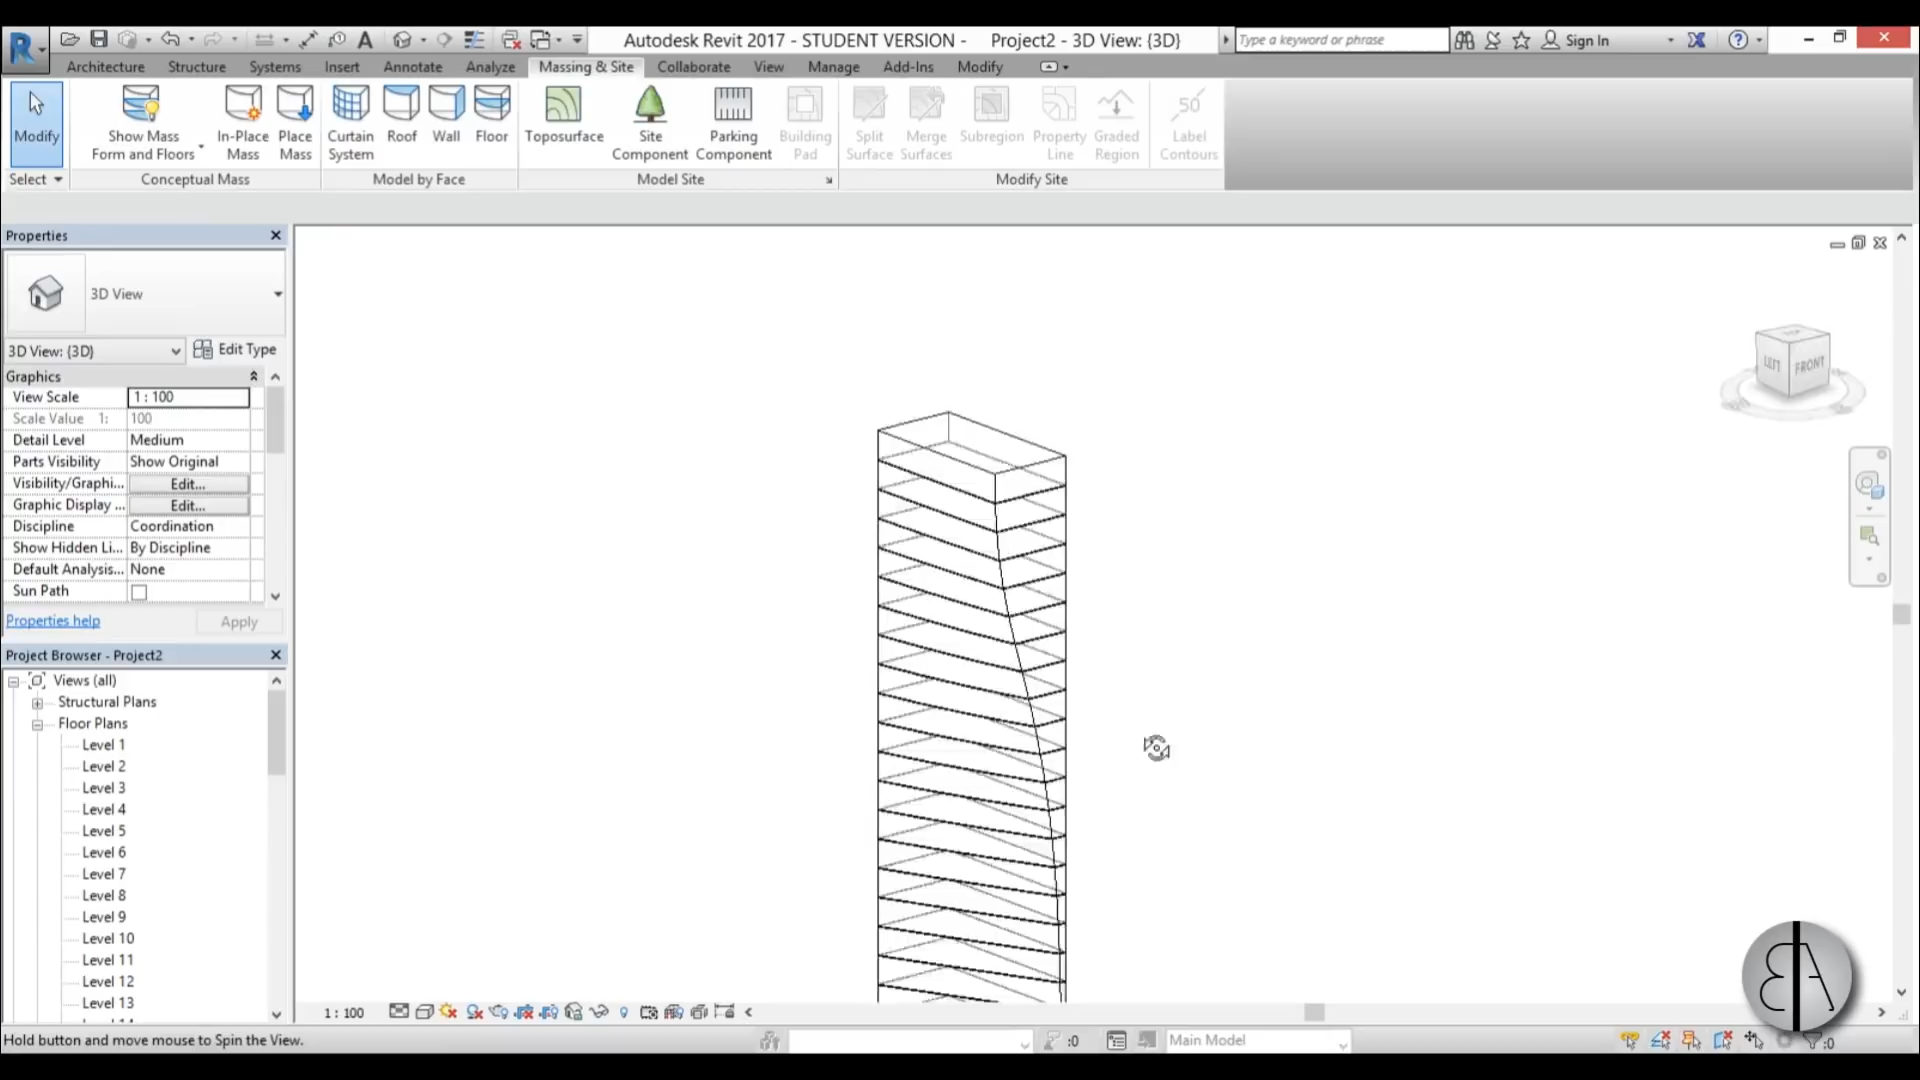 Autodesk Revit 2017 - STUDENT VERSION - Project2 - 3D View: {3D}
Type a keyword or phrase
Sign In
Architecture Structure Systems Insert Annotate Analyze Massing & Site Collaborate View Manage Add-Ins Modify
Modify
Show Mass Form and Floors
In-Place Mass
Place Mass
Curtain System
Roof
Wall
Floor
Toposurface
Site Component
Parking Component
Building Pad
Split Surface
Merge Surfaces
Subregion
Property Line
Graded Region
50
Label Contours
Select
Conceptual Mass
Model by Face
Model Site
Modify Site
Properties
3D View
3D View: {3D}
Edit Type
Graphics
View Scale 1 : 100
Scale Value 1: 100
Detail Level Medium
Parts Visibility Show Original
Visibility/Graphi... Edit...
Graphic Display ... Edit...
Discipline Coordination
Show Hidden Li... By Discipline
Default Analysis... None
Sun Path
Properties help
Apply
Project Browser - Project2
Views (all)
Structural Plans
Floor Plans
Level 1
Level 2
Level 3
Level 4
Level 5
Level 6
Level 7
Level 8
Level 9
Level 10
Level 11
Level 12
Level 13
LEFT
FRONT
1 : 100
Hold button and move mouse to Spin the View.
:0
Main Model
:0